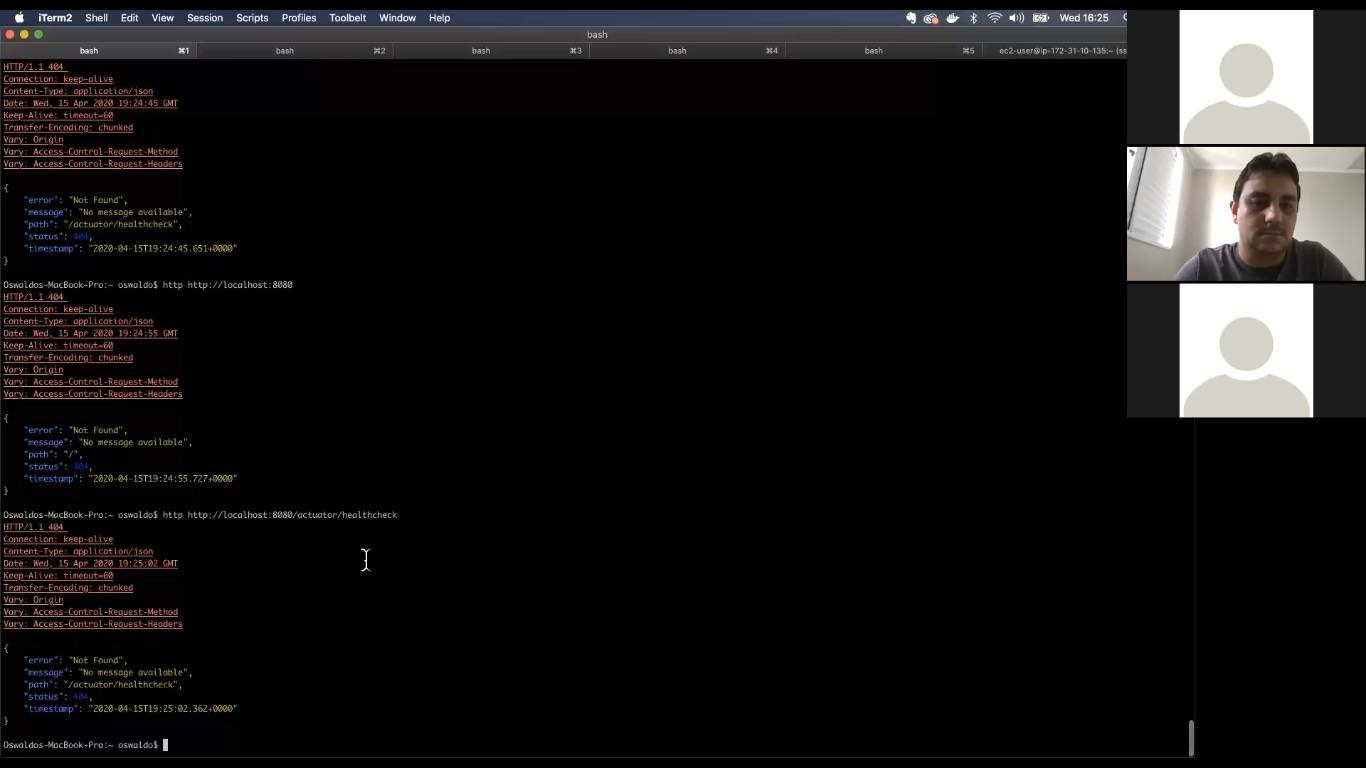 iTerm2 Shell Edit View Session Scripts Profiles Toolbelt Window Help Wed 16:25
bash
bash ⌘1 bash ⌘2 bash ⌘3 bash ⌘4 bash ⌘5 ec2-user@ip-172-31-10-135:~ (ss
HTTP/1.1 404
Connection: keep-alive
Content-Type: application/json
Date: Wed, 15 Apr 2020 19:24:45 GMT
Keep-Alive: timeout=60
Transfer-Encoding: chunked
Vary: Origin
Vary: Access-Control-Request-Method
Vary: Access-Control-Request-Headers
{
"error": "Not Found",
"message": "No message available",
"path": "/actuator/healthcheck",
"status": 404,
"timestamp": "2020-04-15T19:24:45.651+0000"
}
Oswaldos-MacBook-Pro:~ oswaldo$ http http://localhost:8080
HTTP/1.1 404
Connection: keep-alive
Content-Type: application/json
Date: Wed, 15 Apr 2020 19:24:55 GMT
Keep-Alive: timeout=60
Transfer-Encoding: chunked
Vary: Origin
Vary: Access-Control-Request-Method
Vary: Access-Control-Request-Headers
{
"error": "Not Found",
"message": "No message available",
"path": "/",
"status": 404,
"timestamp": "2020-04-15T19:24:55.727+0000"
}
Oswaldos-MacBook-Pro:~ oswaldo$ http http://localhost:8080/actuator/healthcheck
HTTP/1.1 404
Connection: keep-alive
Content-Type: application/json
Date: Wed, 15 Apr 2020 19:25:02 GMT
Keep-Alive: timeout=60
Transfer-Encoding: chunked
Vary: Origin
Vary: Access-Control-Request-Method
Vary: Access-Control-Request-Headers
{
"error": "Not Found",
"message": "No message available",
"path": "/actuator/healthcheck",
"status": 404,
"timestamp": "2020-04-15T19:25:02.362+0000"
}
Oswaldos-MacBook-Pro:~ oswaldo$